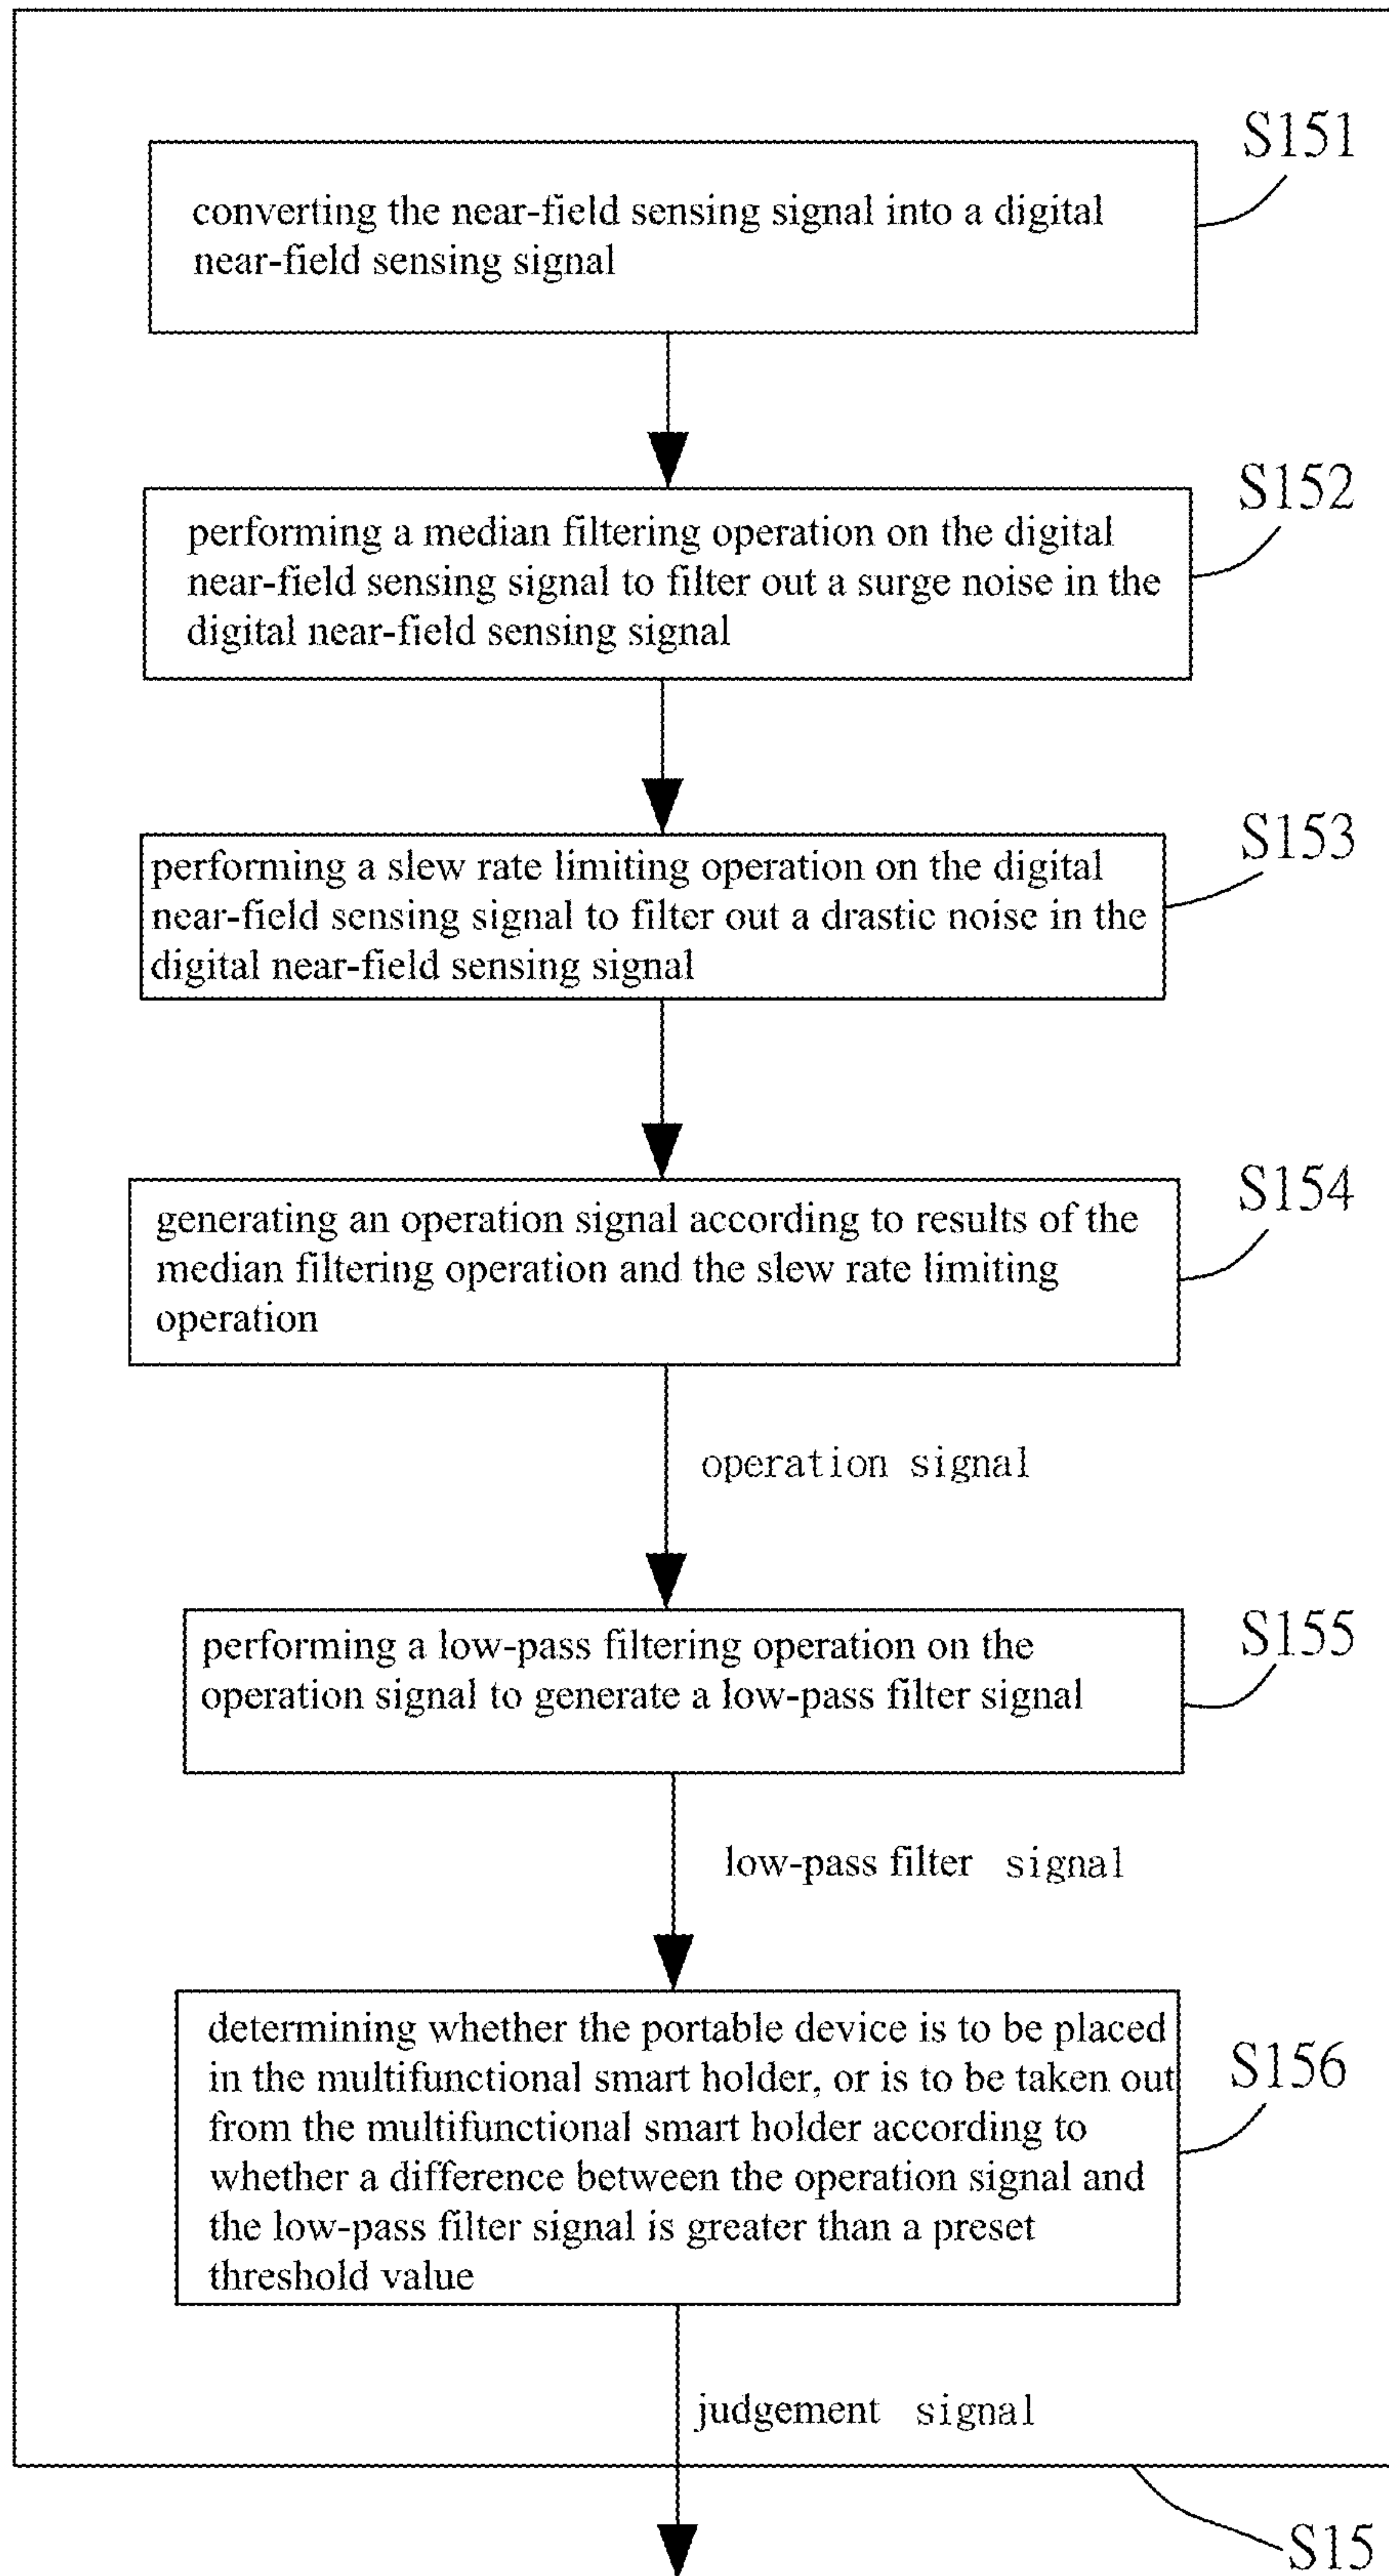 S151
converting the near-field sensing signal into a digital
near-field sensing signal
S152
performing a median filtering operation on the digital
near-field sensing signal to filter out a surge noise in the
digital near-field sensing signal
S153
performing a slew rate limiting operation on the digital
near-field sensing signal to filter out a drastic noise in the
digital near-field sensing signal
S154
generating an operation signal according to results of the
median filtering operation and the slew rate limiting
operation
operation signal
S155
performing a low-pass filtering operation on the
operation signal to generate a low-pass filter signal
low-pass filter signal
determining whether the portable device is to be placed
in the multifunctional smart holder, or is to be taken out
S156
from the multifunctional smart holder according to
whether a difference between the operation signal and
the low-pass filter signal is greater than a preset
threshold value
judgement signal
S15